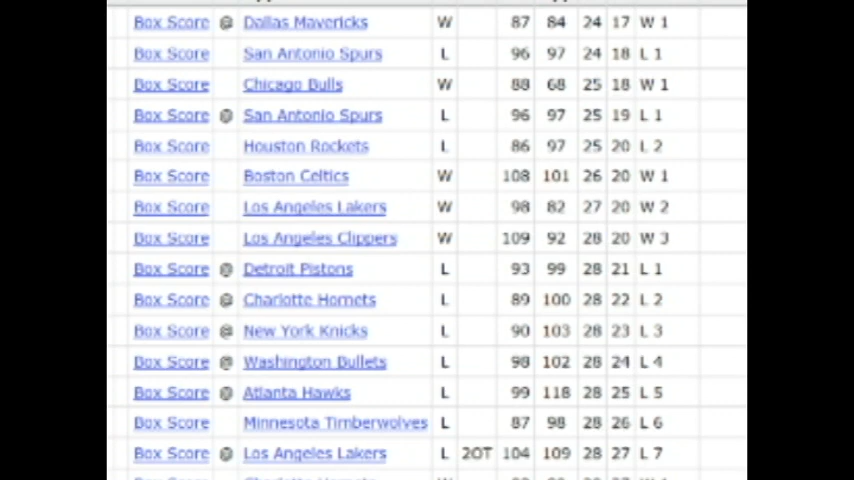 Box Score @ Dallas Mavericks W 87 84 24 17 W 1
Box Score San Antonio Spurs L 96 97 24 18 L 1
Box Score Chicago Bulls W 88 68 25 18 W 1
Box Score @ San Antonio Spurs L 96 97 25 19 L 1
Box Score Houston Rockets L 86 97 25 20 L 2
Box Score Boston Celtics W 108 101 26 20 W 1
Box Score Los Angeles Lakers W 98 82 27 20 W 2
Box Score Los Angeles Clippers W 109 92 28 20 W 3
Box Score @ Detroit Pistons L 93 99 28 21 L 1
Box Score @ Charlotte Hornets L 89 100 28 22 L 2
Box Score @ New York Knicks L 90 103 28 23 L 3
Box Score @ Washington Bullets L 98 102 28 24 L 4
Box Score @ Atlanta Hawks L 99 118 28 25 L 5
Box Score Minnesota Timberwolves L 87 98 28 26 L 6
Box Score @ Los Angeles Lakers L 2OT 104 109 28 27 L 7